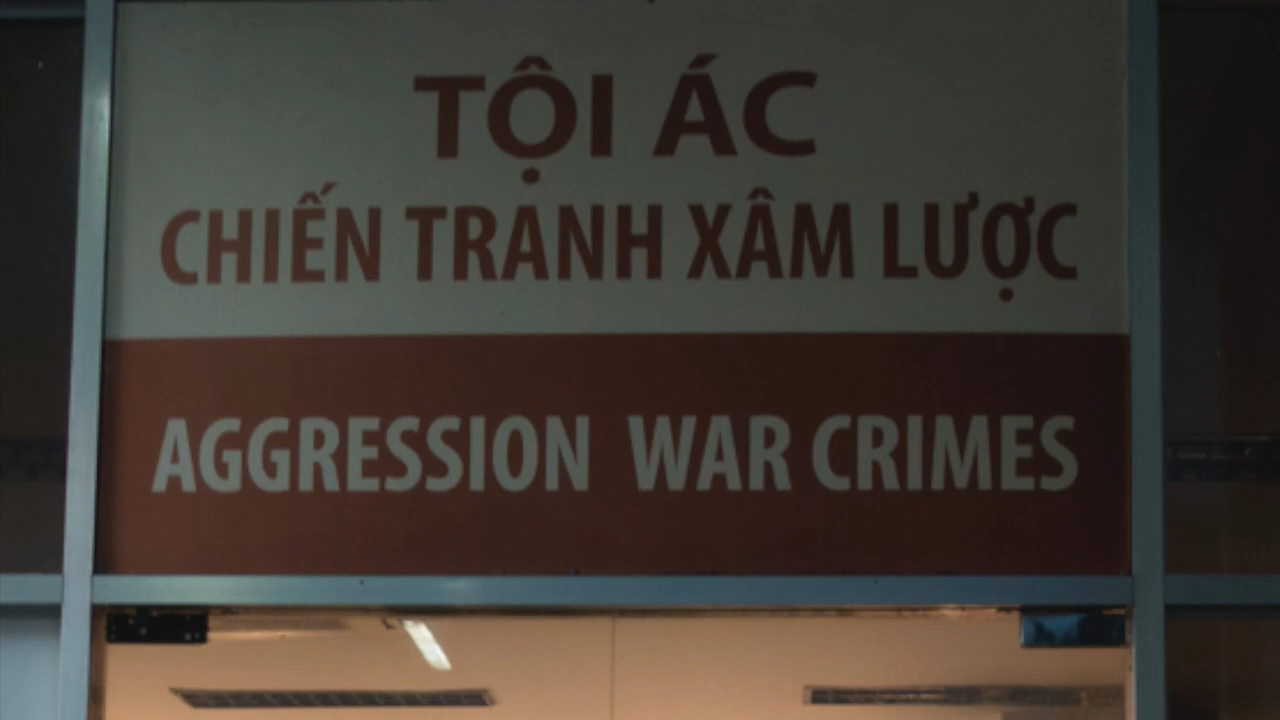 TỘI ÁC
CHIẾN TRANH XÂM LƯỢC
AGGRESSION WAR CRIMES